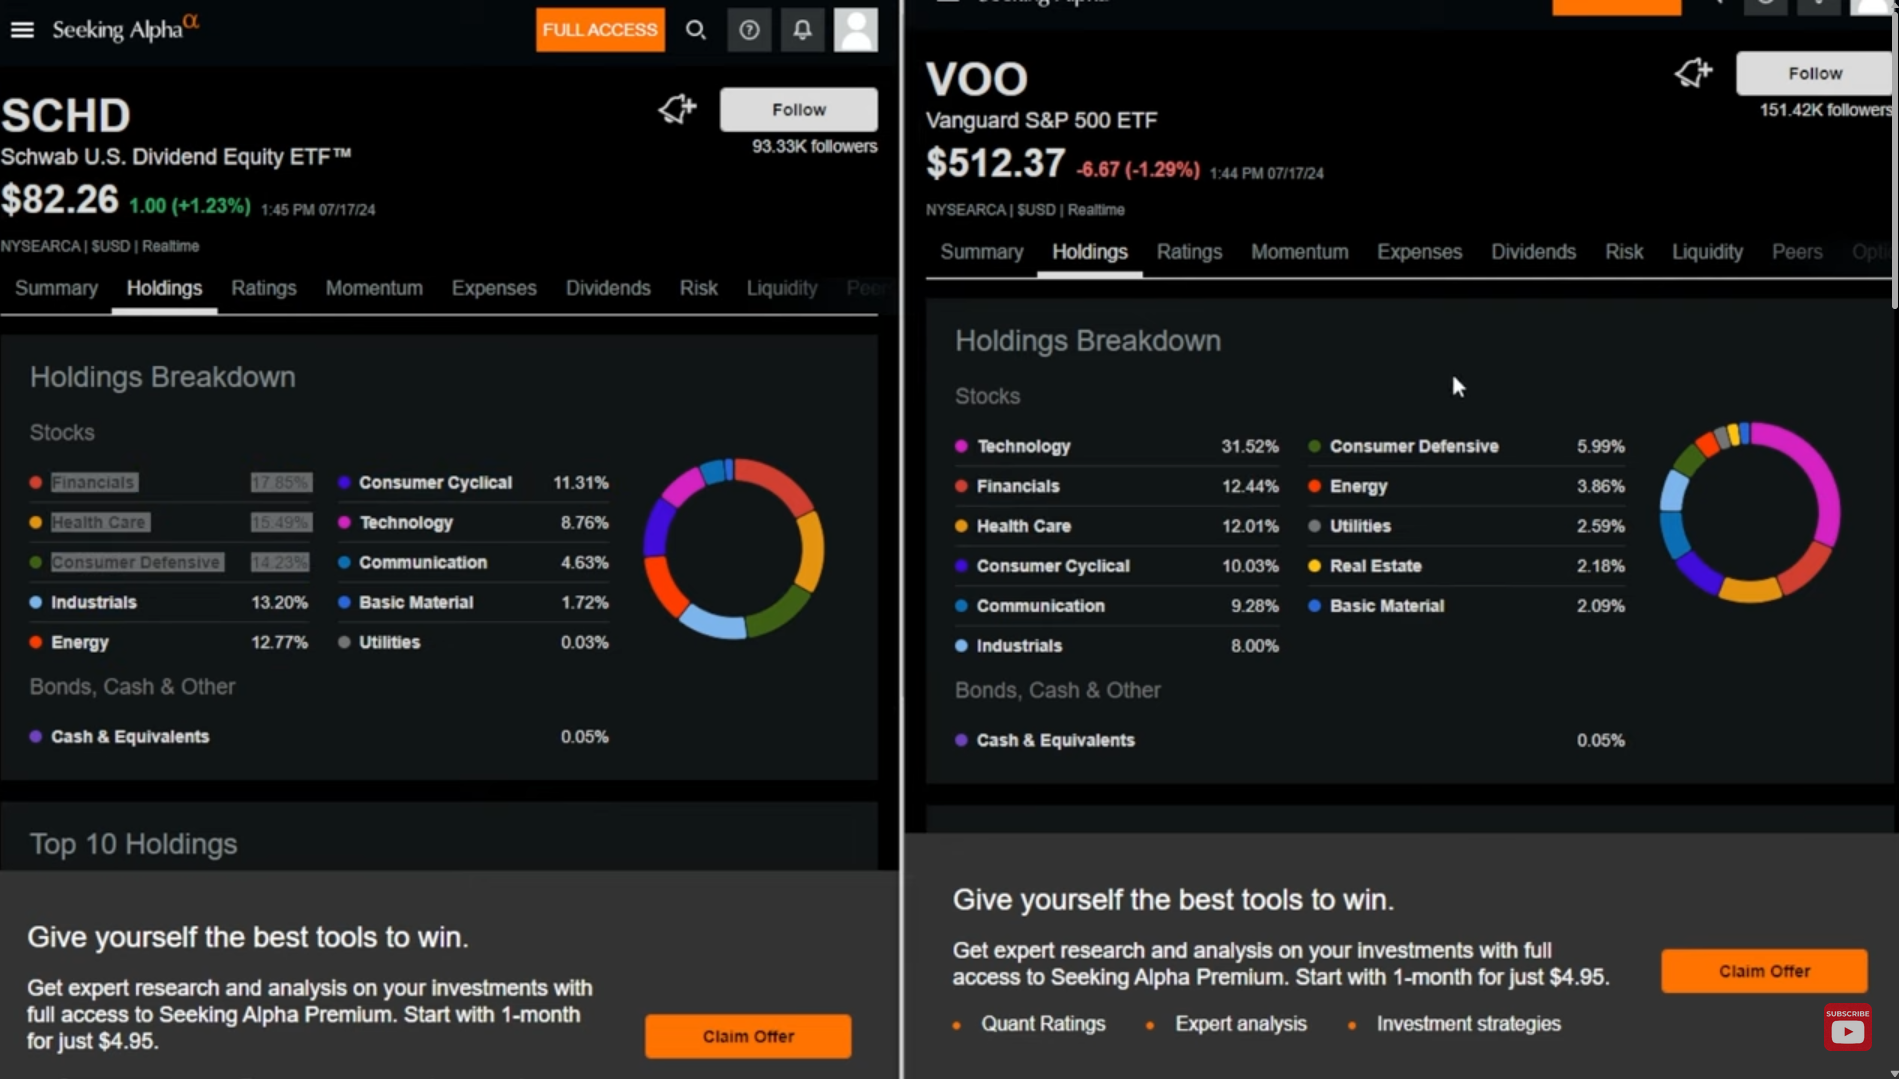 Seeking Alpha α
FULL ACCESS
SCHD
Follow
93.33K followers
Schwab U.S. Dividend Equity ETF™
$82.26 1.00 (+1.23%) 1:45 PM 07/17/24
NYSEARCA | $USD | Realtime
Summary Holdings Ratings Momentum Expenses Dividends Risk Liquidity
Holdings Breakdown
Stocks
Financials 17.85% Consumer Cyclical 11.31%
Health Care 15.49% Technology 8.76%
Consumer Defensive 14.23% Communication 4.63%
Industrials 13.20% Basic Material 1.72%
Energy 12.77% Utilities 0.03%
Bonds, Cash & Other
Cash & Equivalents 0.05%
Top 10 Holdings
Give yourself the best tools to win.
Get expert research and analysis on your investments with
full access to Seeking Alpha Premium. Start with 1-month
for just $4.95.
Claim Offer
Seeking Alpha
VOO
Follow
151.42K followers
Vanguard S&P 500 ETF
$512.37 -6.67 (-1.29%) 1:44 PM 07/17/24
NYSEARCA | $USD | Realtime
Summary Holdings Ratings Momentum Expenses Dividends Risk Liquidity Peers
Holdings Breakdown
Stocks
Technology 31.52% Consumer Defensive 5.99%
Financials 12.44% Energy 3.86%
Health Care 12.01% Utilities 2.59%
Consumer Cyclical 10.03% Real Estate 2.18%
Communication 9.28% Basic Material 2.09%
Industrials 8.00%
Bonds, Cash & Other
Cash & Equivalents 0.05%
Give yourself the best tools to win.
Get expert research and analysis on your investments with full
access to Seeking Alpha Premium. Start with 1-month for just $4.95.
Claim Offer
• Quant Ratings • Expert analysis • Investment strategies
SUBSCRIBE